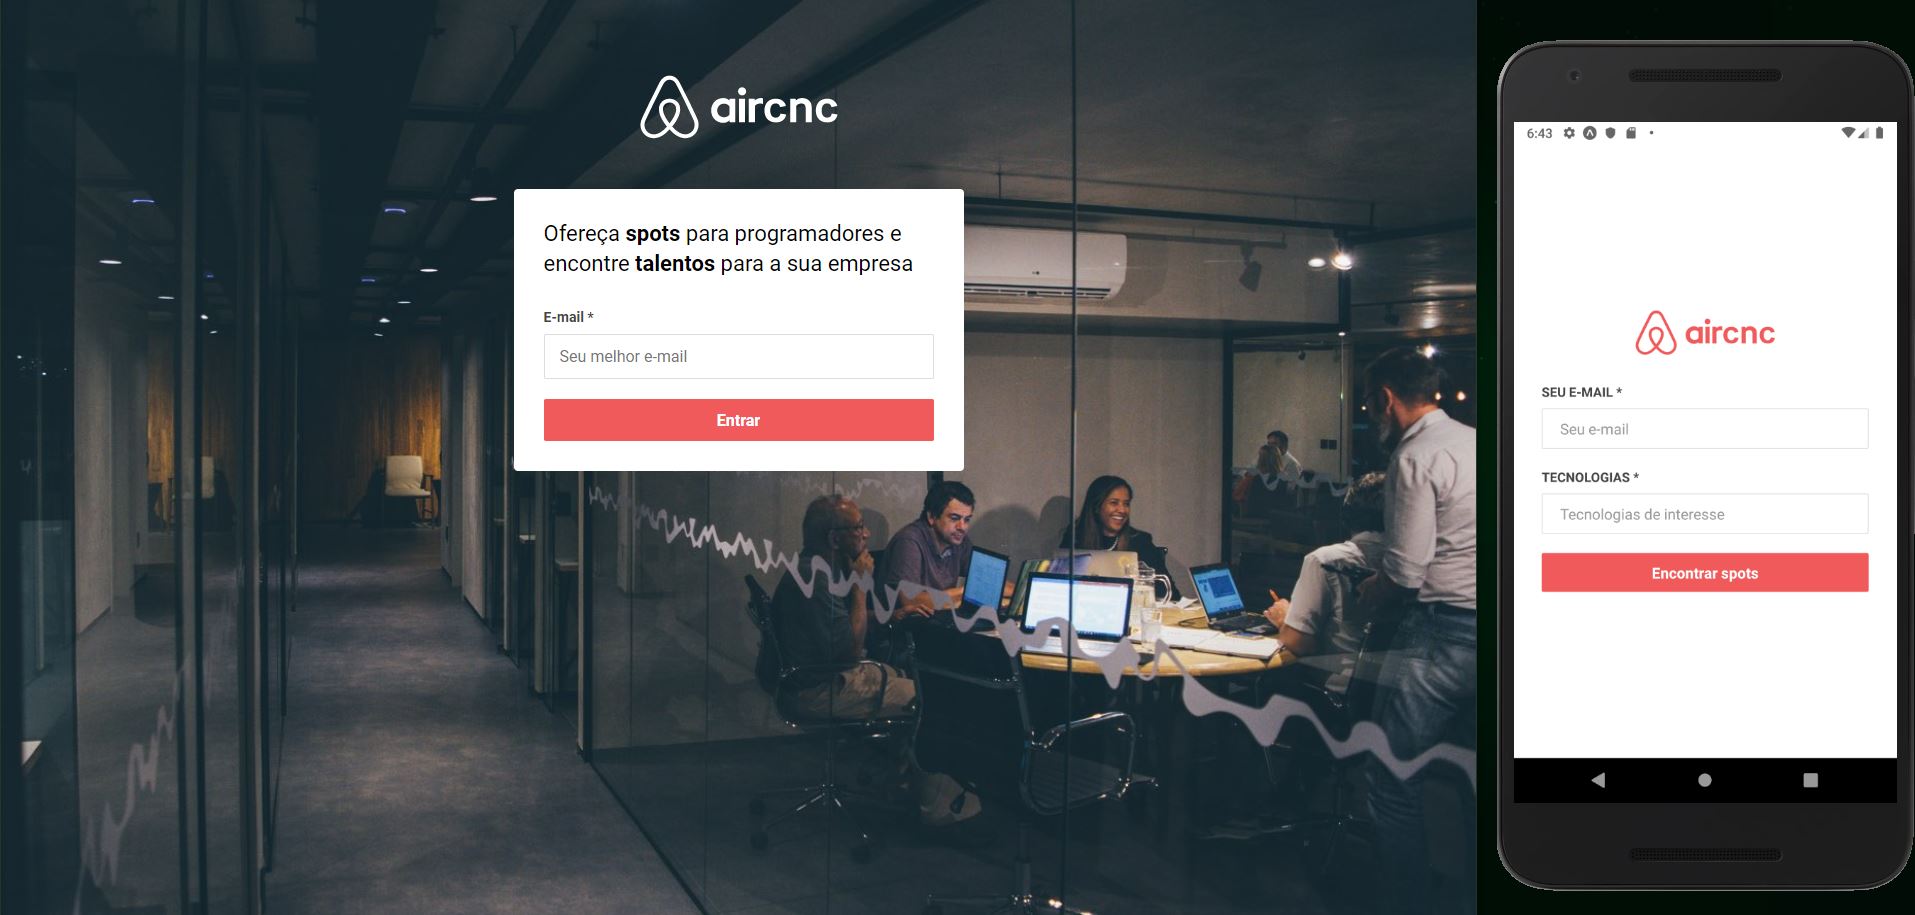 aircnc
Ofereça spots para programadores e
encontre talentos para a sua empresa
E-mail *
Seu melhor e-mail
Entrar
6:43
aircnc
SEU E-MAIL *
Seu e-mail
TECNOLOGIAS *
Tecnologias de interesse
Encontrar spots